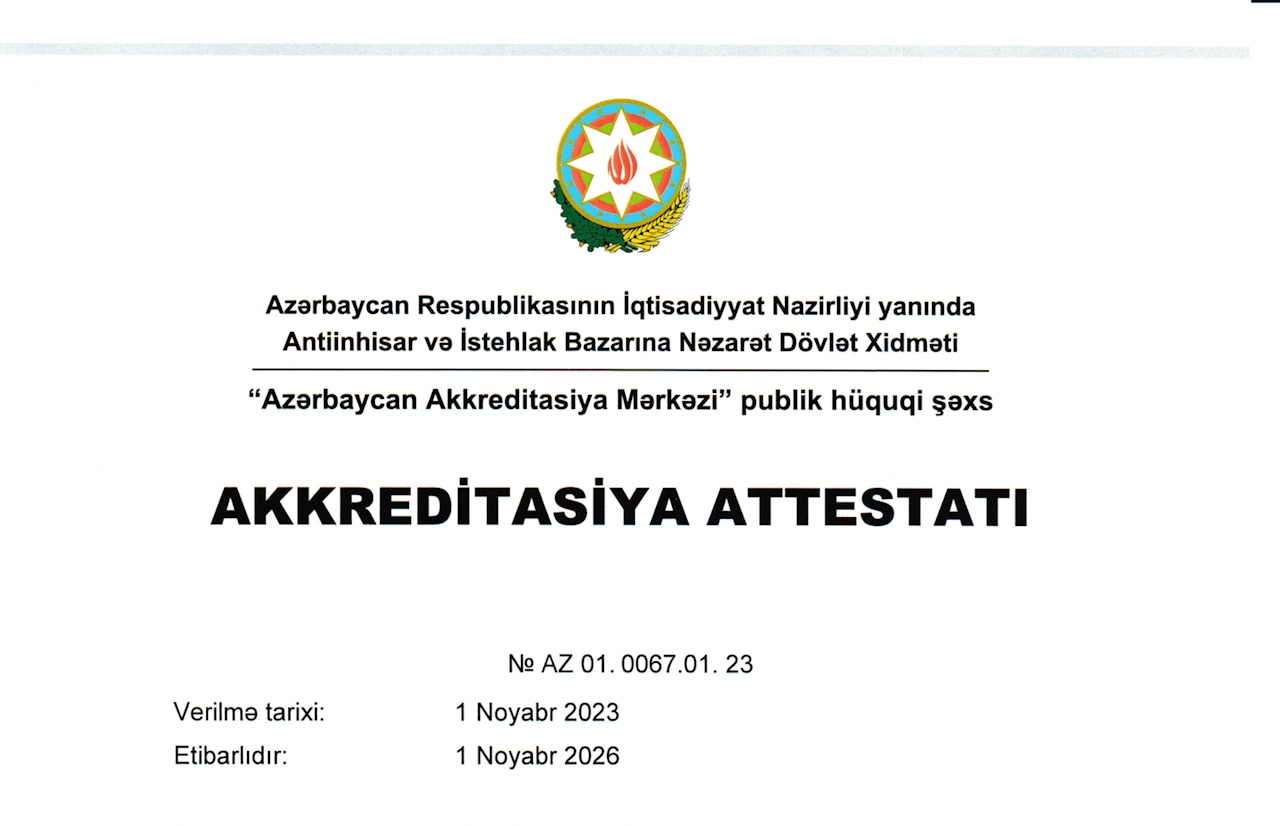 Azərbaycan Respublikasının İqtisadiyyat Nazirliyi yanında
Antiinhisar və İstehlak Bazarına Nəzarət Dövlət Xidməti
“Azərbaycan Akkreditasiya Mərkəzi” publik hüquqi şəxs
AKKREDİTASİYA ATTESTATI
№ AZ 01. 0067.01. 23
Verilmə tarixi: 1 Noyabr 2023
Etibarlıdır: 1 Noyabr 2026